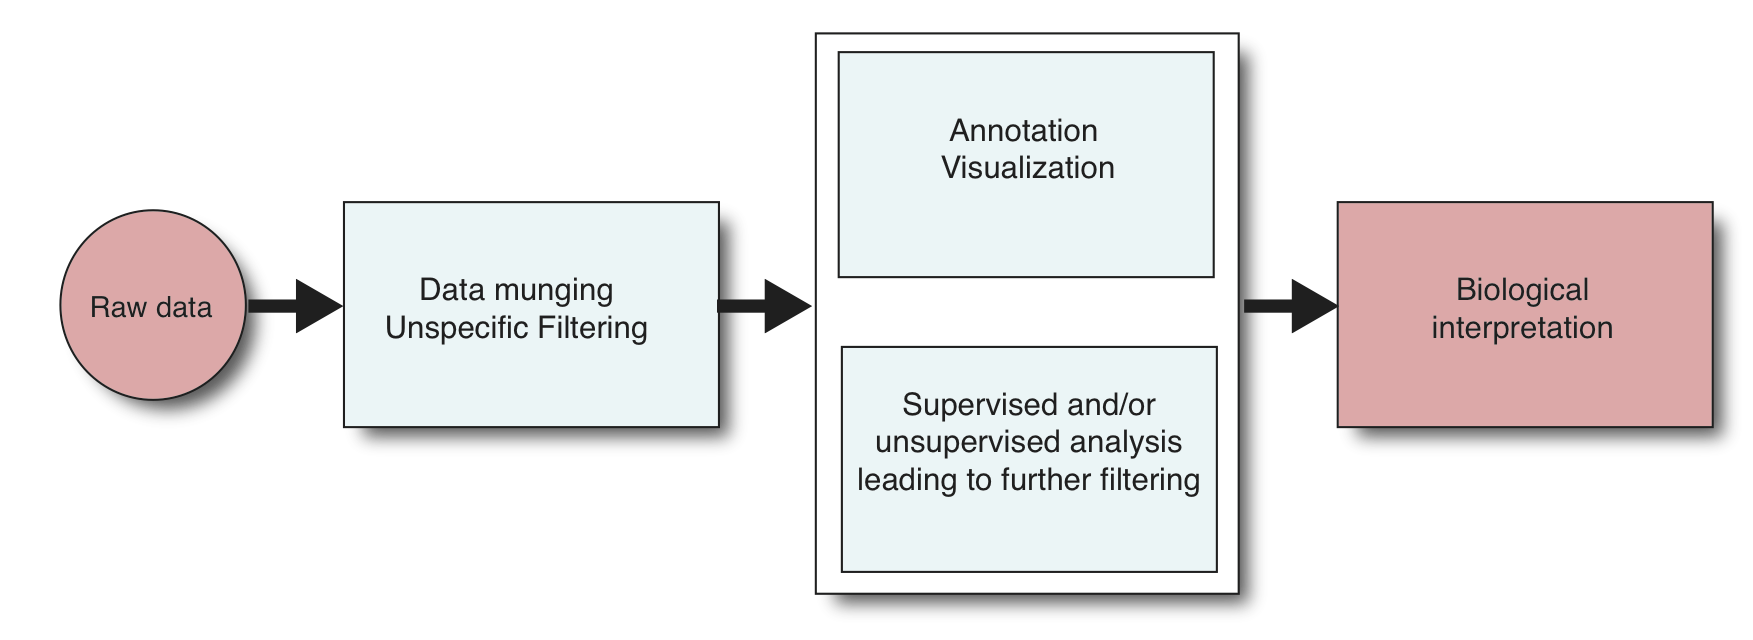 Raw data
Data munging
Unspecific Filtering
Annotation
Visualization
Supervised and/or
unsupervised analysis
leading to further filtering
Biological
interpretation